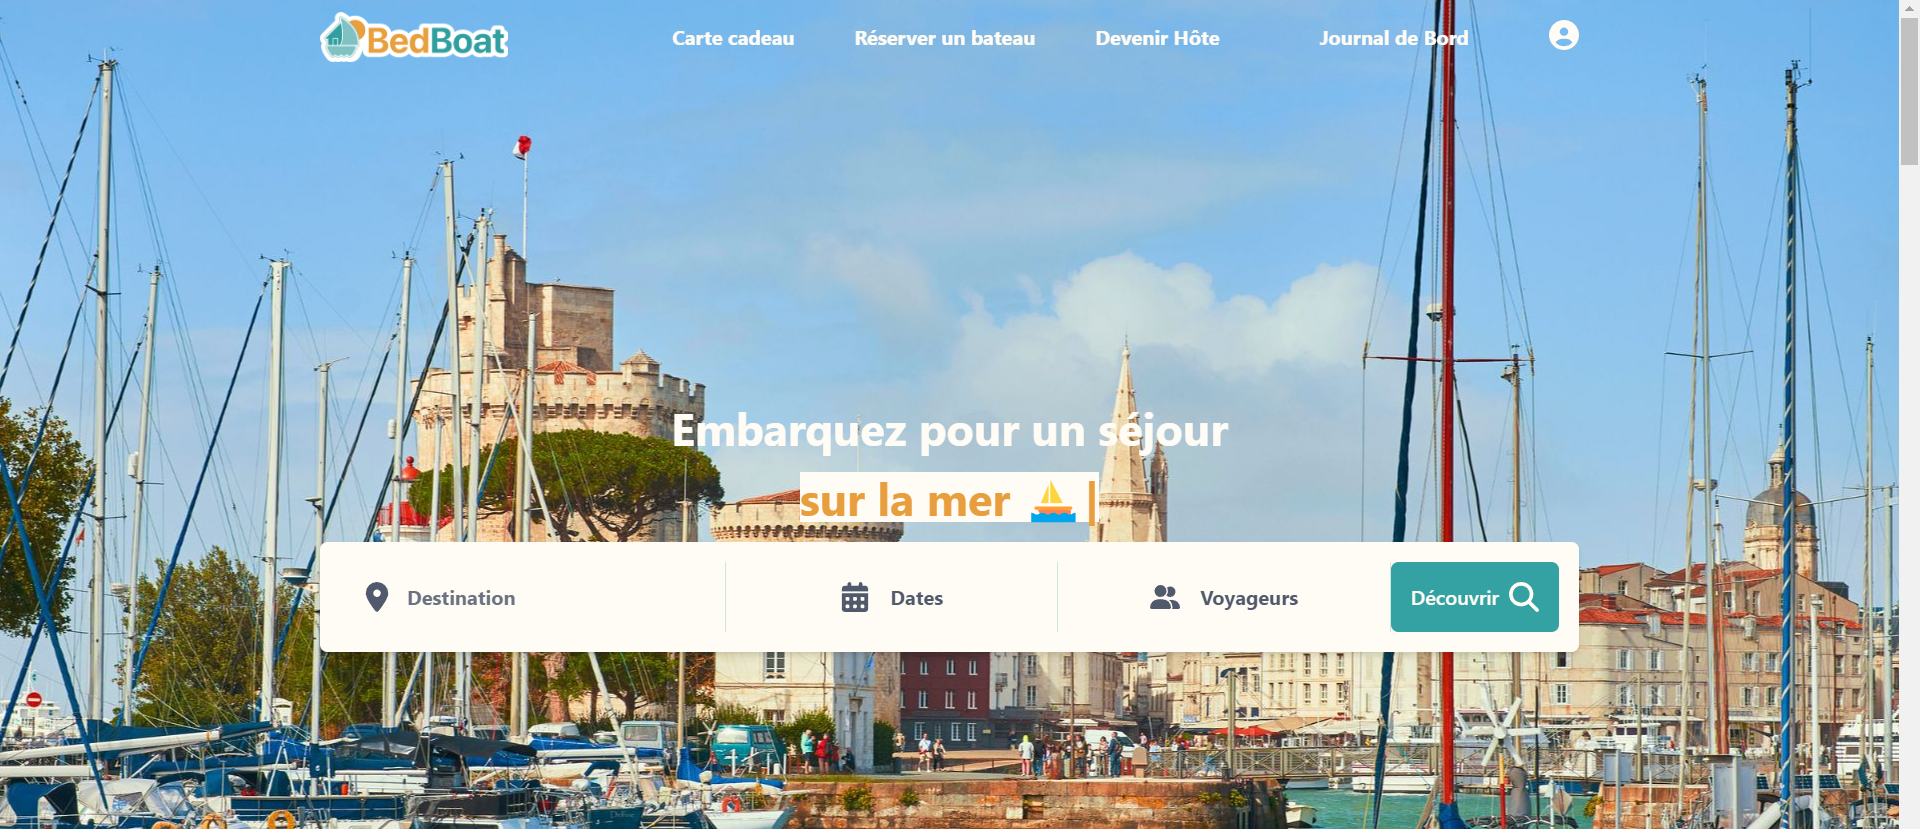 BedBoat
Carte cadeau
Réserver un bateau
Devenir Hôte
Journal de Bord
Embarquez pour un séjour
sur la mer ⛵ |
Destination
Dates
Voyageurs
Découvrir